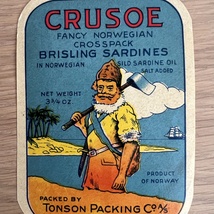 CRUSOE
FANCY NORWEGIAN
CROSSPACK
BRISLING SARDINES
IN NORWEGIAN SILD SARDINE OIL
SALT ADDED
NET WEIGHT
3¾ OZ.
PRODUCT
OF NORWAY
PACKED BY
TONSON PACKING CO. A/S